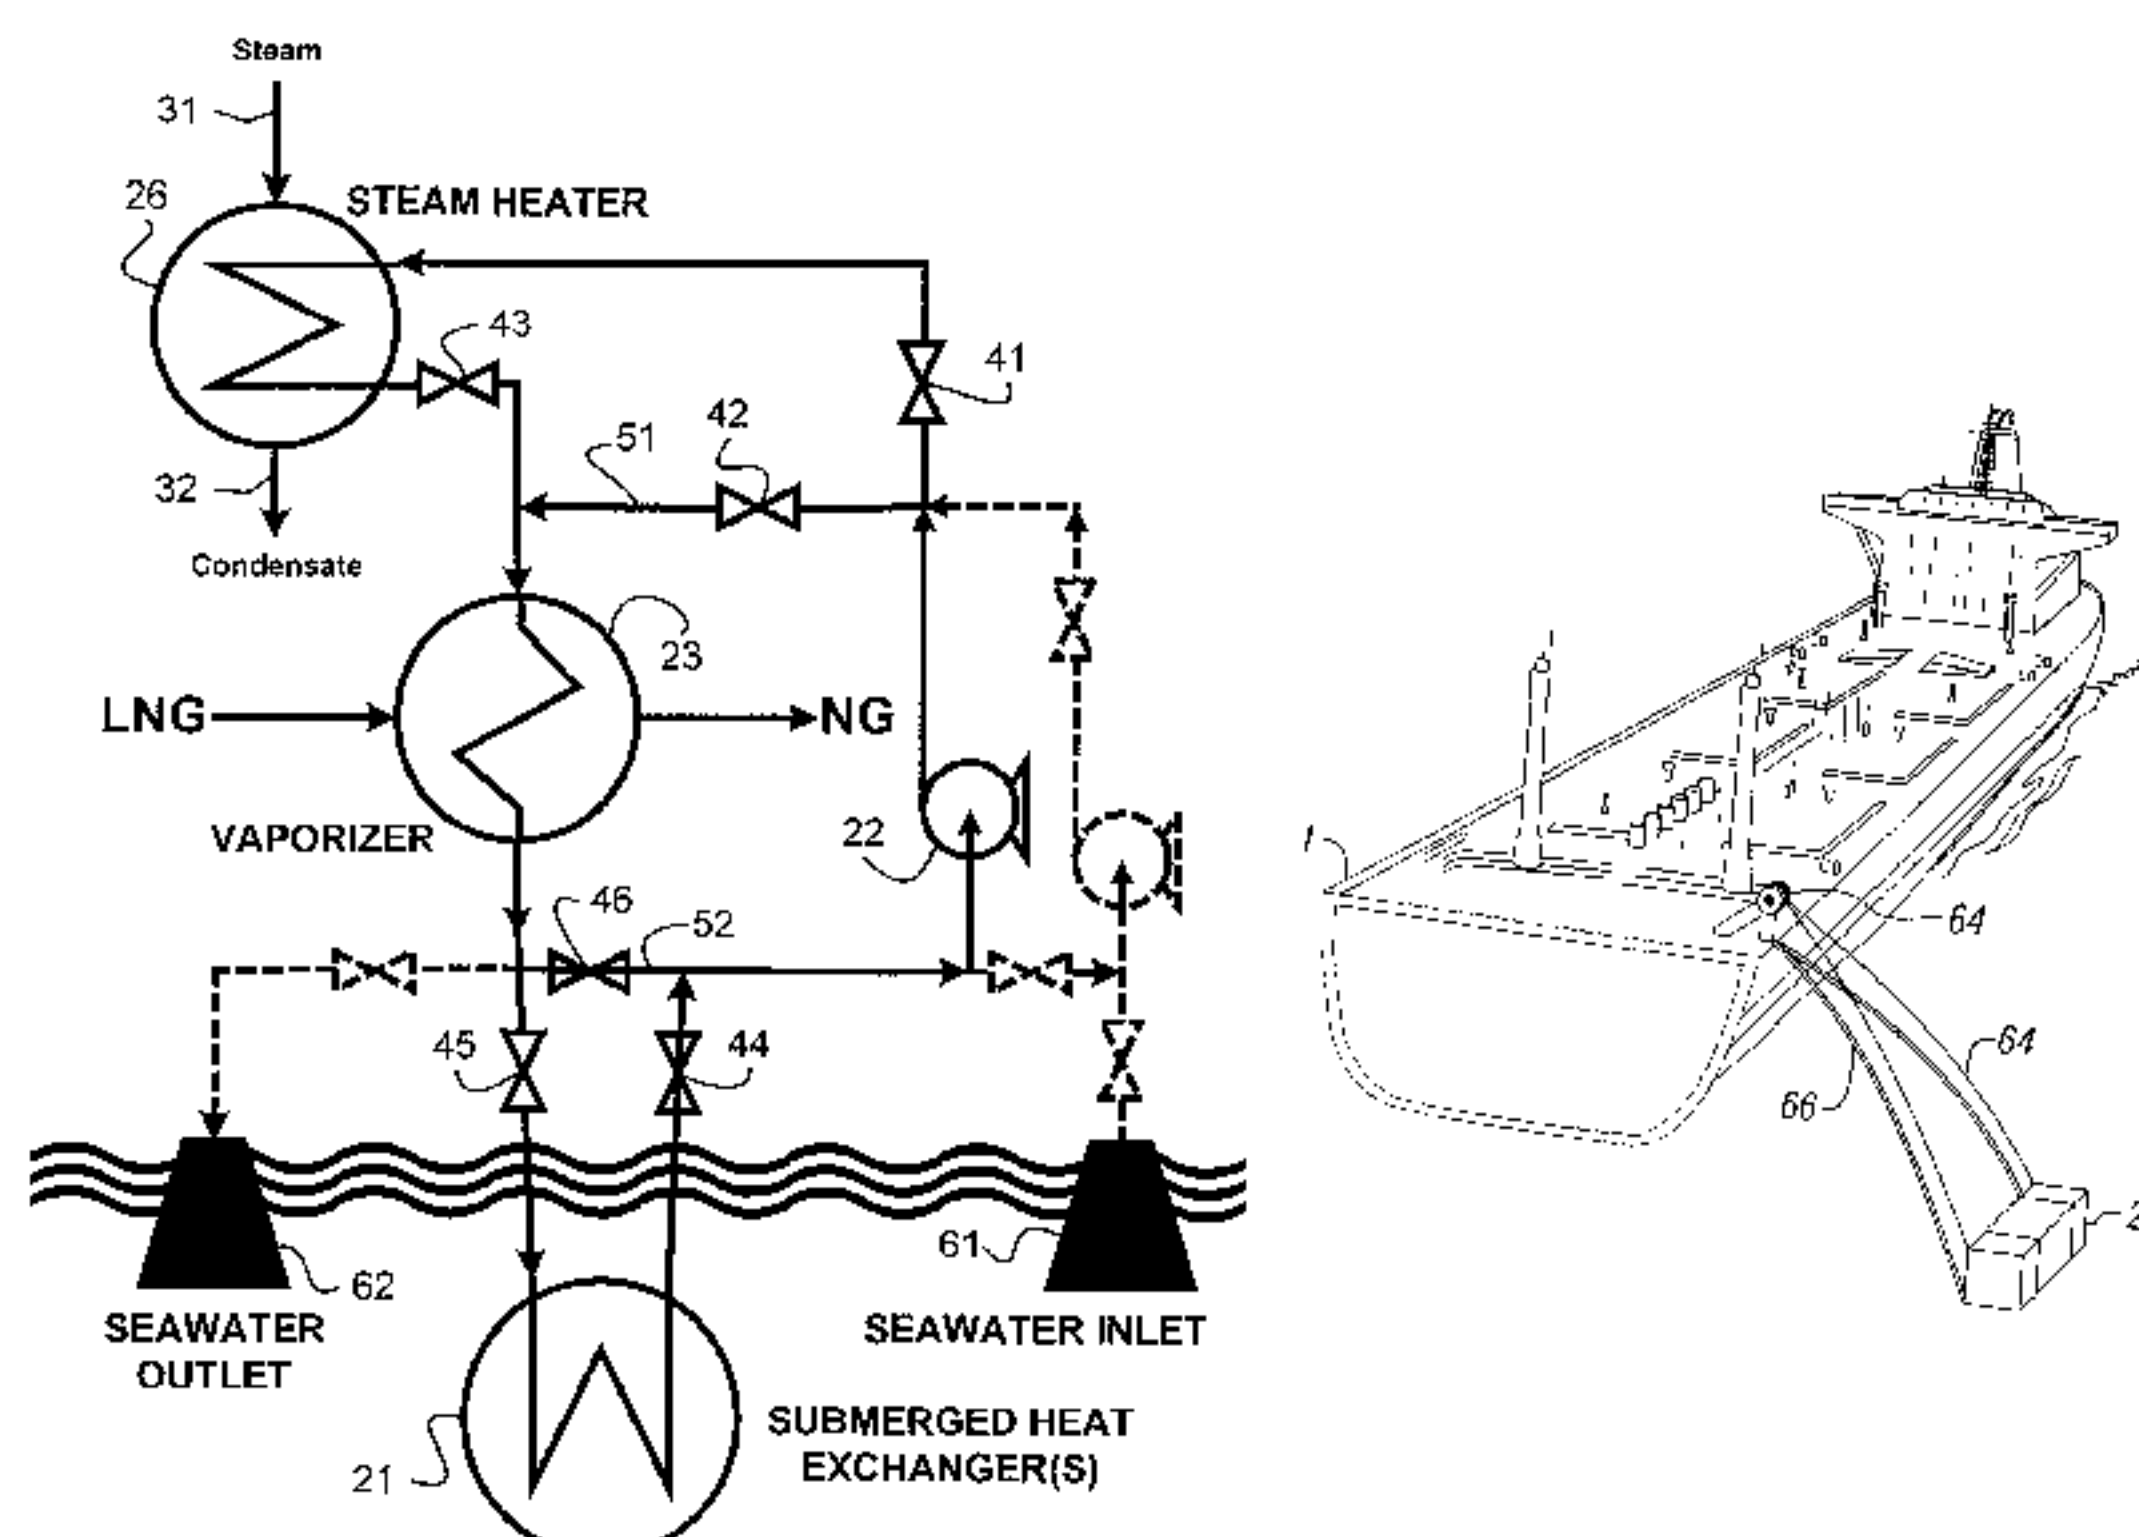 Steam
31
26
STEAM HEATER
43
41
42
51
32
Condensate
23
LNG
NG
VAPORIZER
22
46
52
45
44
61
62
SEAWATER
OUTLET
SEAWATER INLET
21
SUBMERGED HEAT
EXCHANGER(S)
1
64
64
66